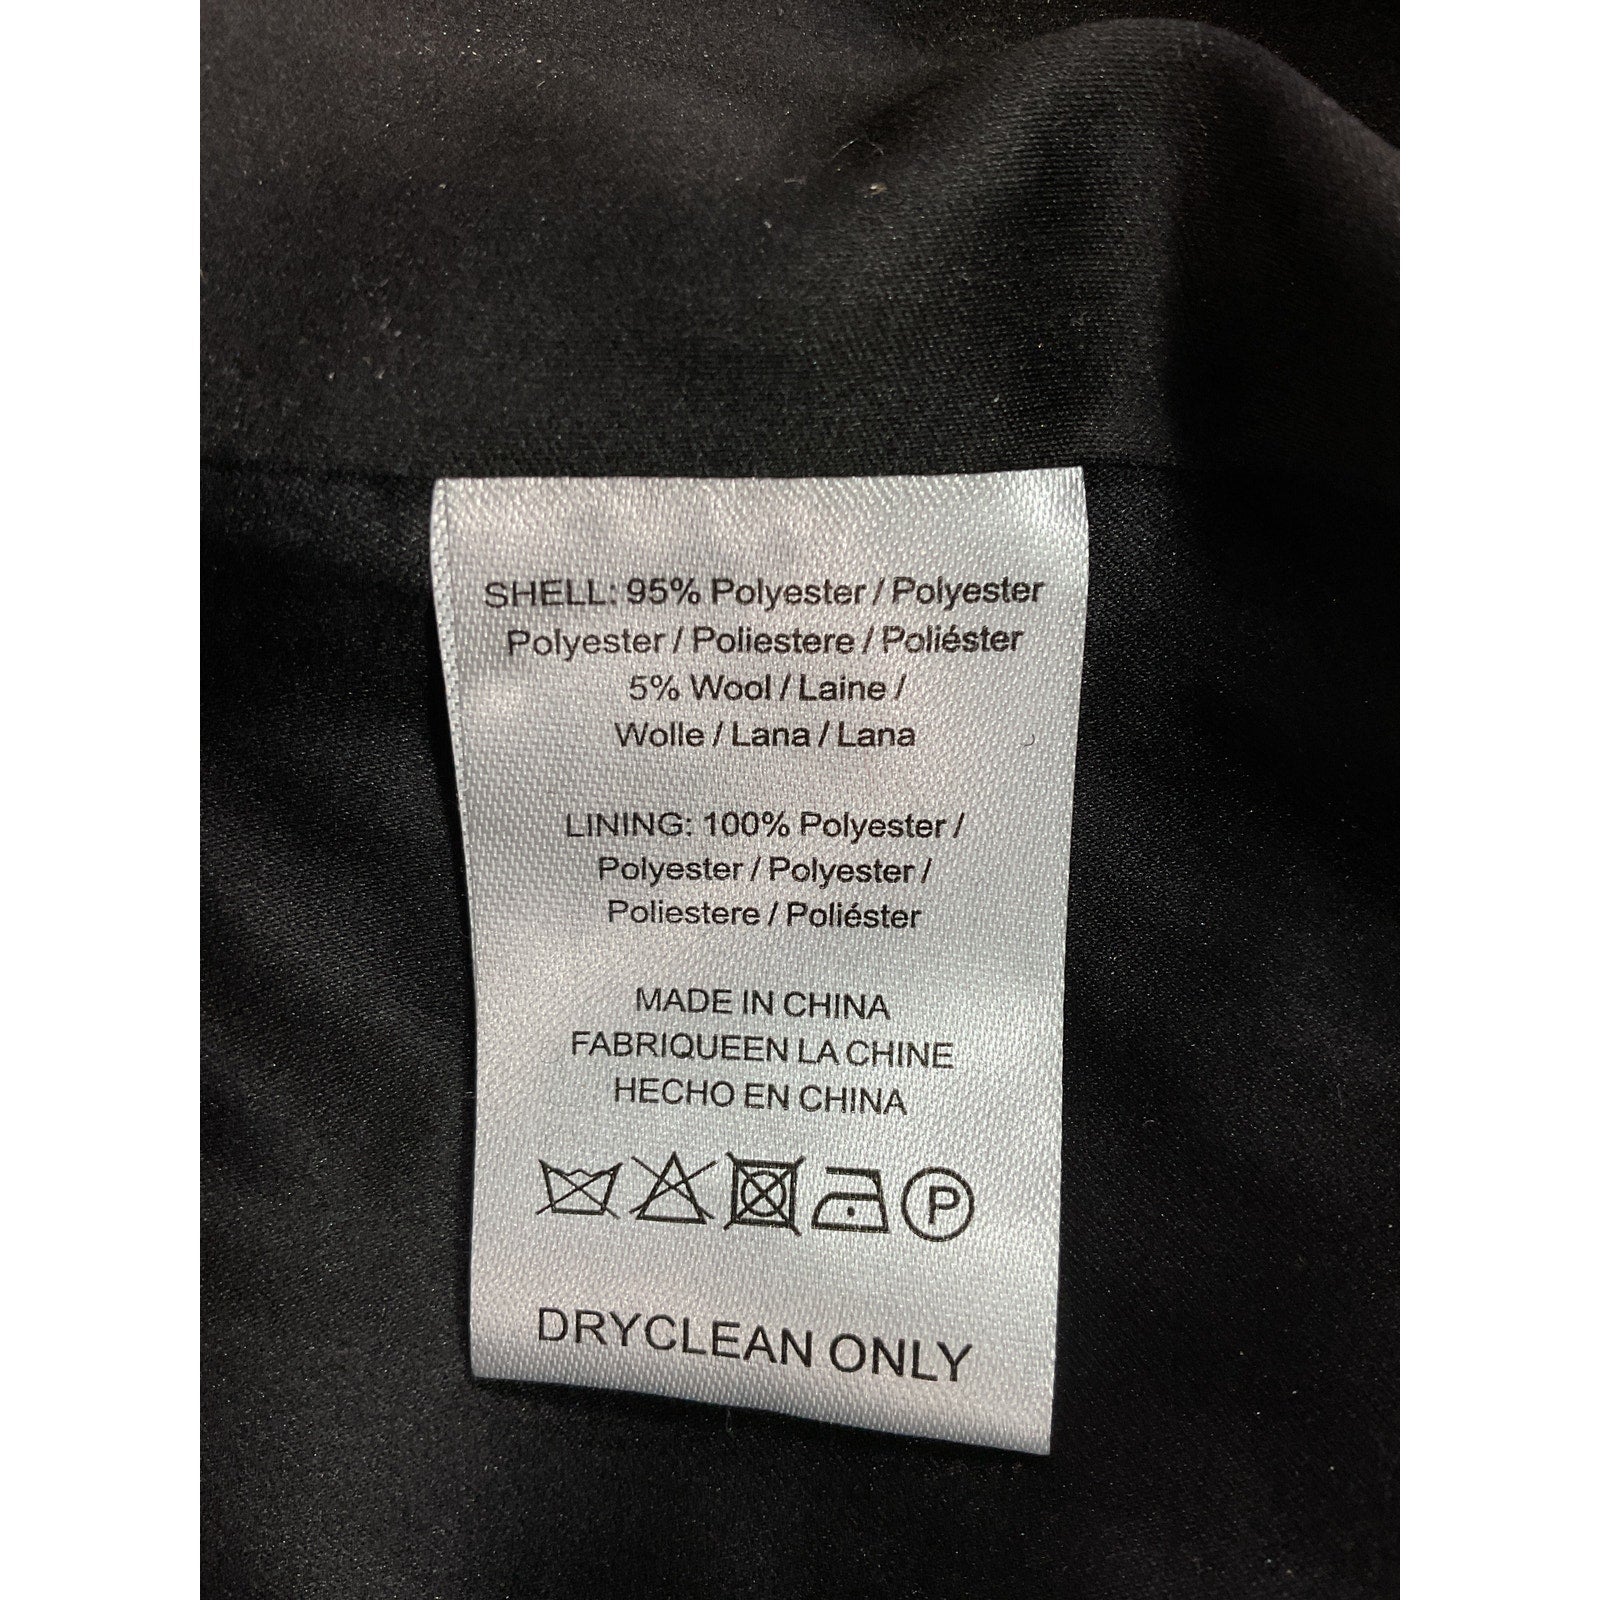 SHELL: 95% Polyester / Polyester
Polyester / Poliestere / Poliéster
5% Wool / Laine /
Wolle / Lana / Lana
LINING: 100% Polyester /
Polyester / Polyester /
Poliestere / Poliéster
MADE IN CHINA
FABRIQUEEN LA CHINE
HECHO EN CHINA
P
DRYCLEAN ONLY